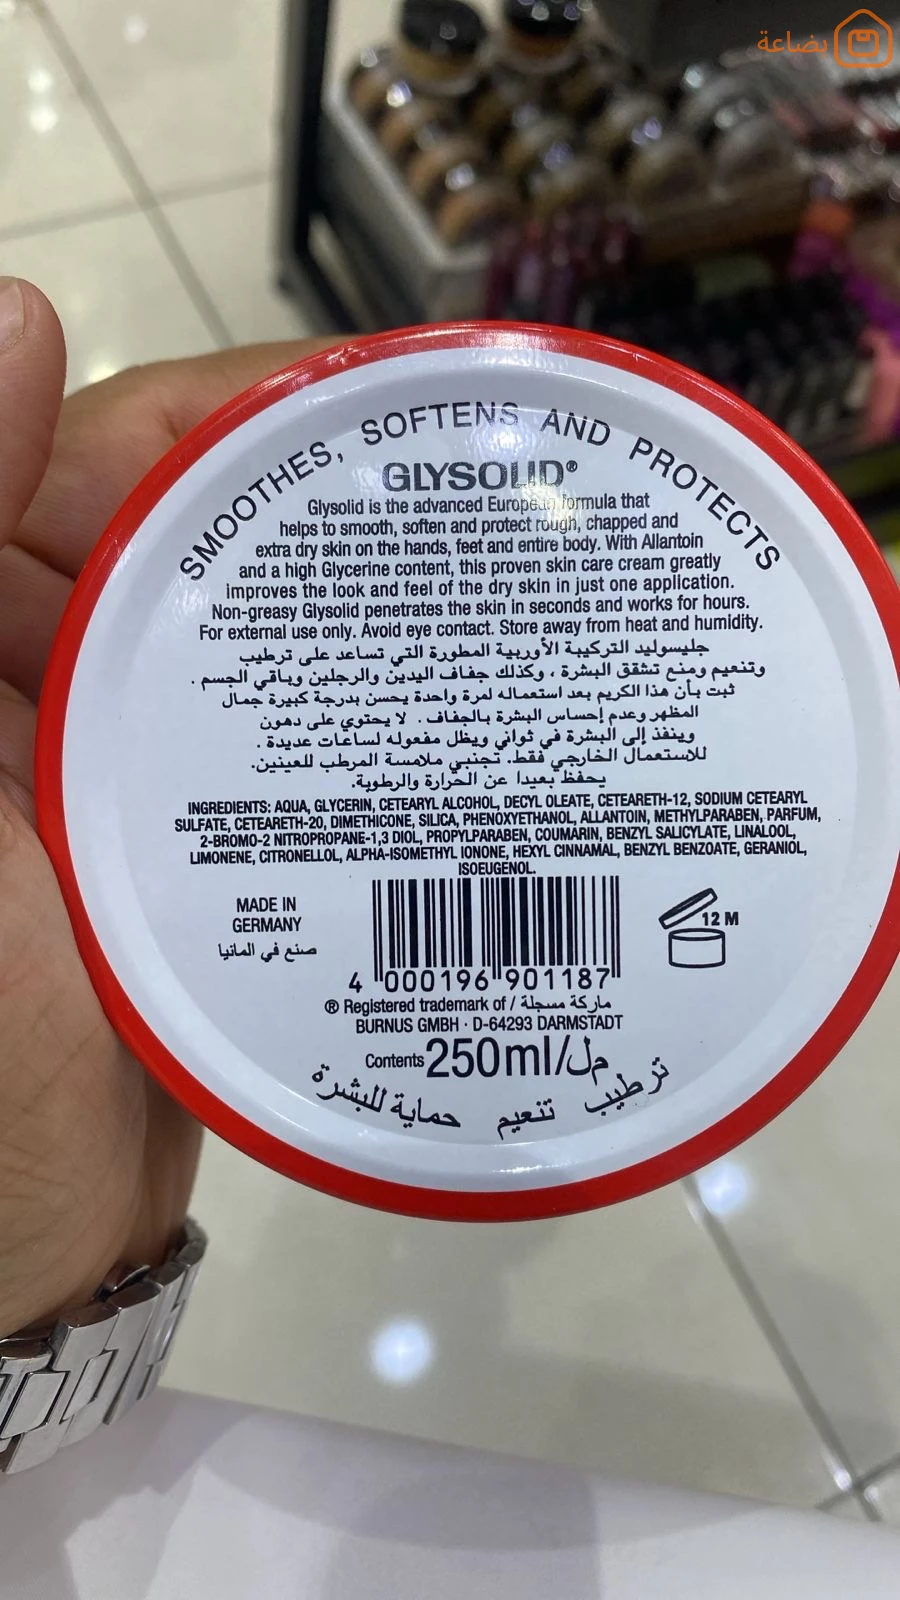 بضاعة
SMOOTHES, SOFTENS AND PROTECTS
GLYSOLID®
Glysolid is the advanced European formula that
helps to smooth, soften and protect rough, chapped and
extra dry skin on the hands, feet and entire body. With Allantoin
and a high Glycerine content, this proven skin care cream greatly
improves the look and feel of the dry skin in just one application.
Non-greasy Glysolid penetrates the skin in seconds and works for hours.
For external use only. Avoid eye contact. Store away from heat and humidity.
جليسوليد التركيبة الأوربية المطورة التي تساعد على ترطيب
وتنعيم ومنع تشقق البشرة ، وكذلك جفاف اليدين والرجلين وباقي الجسم .
ثبت بأن هذا الكريم بعد استعماله لمرة واحدة يحسن بدرجة كبيرة جمال
المظهر وعدم إحساس البشرة بالجفاف . لا يحتوي على دهون
وينفذ إلى البشرة في ثواني ويظل مفعوله لساعات عديدة .
للاستعمال الخارجي فقط. تجنبي ملامسة المرطب للعينين.
يحفظ بعيدا عن الحرارة والرطوبة.
INGREDIENTS: AQUA, GLYCERIN, CETEARYL ALCOHOL, DECYL OLEATE, CETEARETH-12, SODIUM CETEARYL
SULFATE, CETEARETH-20, DIMETHICONE, SILICA, PHENOXYETHANOL, ALLANTOIN, METHYLPARABEN, PARFUM,
2-BROMO-2 NITROPROPANE-1,3 DIOL, PROPYLPARABEN, COUMARIN, BENZYL SALICYLATE, LINALOOL,
LIMONENE, CITRONELLOL, ALPHA-ISOMETHYL IONONE, HEXYL CINNAMAL, BENZYL BENZOATE, GERANIOL,
ISOEUGENOL.
MADE IN
GERMANY
صنع في المانيا
12 M
4 000196 901187
® Registered trademark of / ماركة مسجلة
BURNUS GMBH · D-64293 DARMSTADT
Contents 250ml/مل
ترطيب تنعيم حماية للبشرة